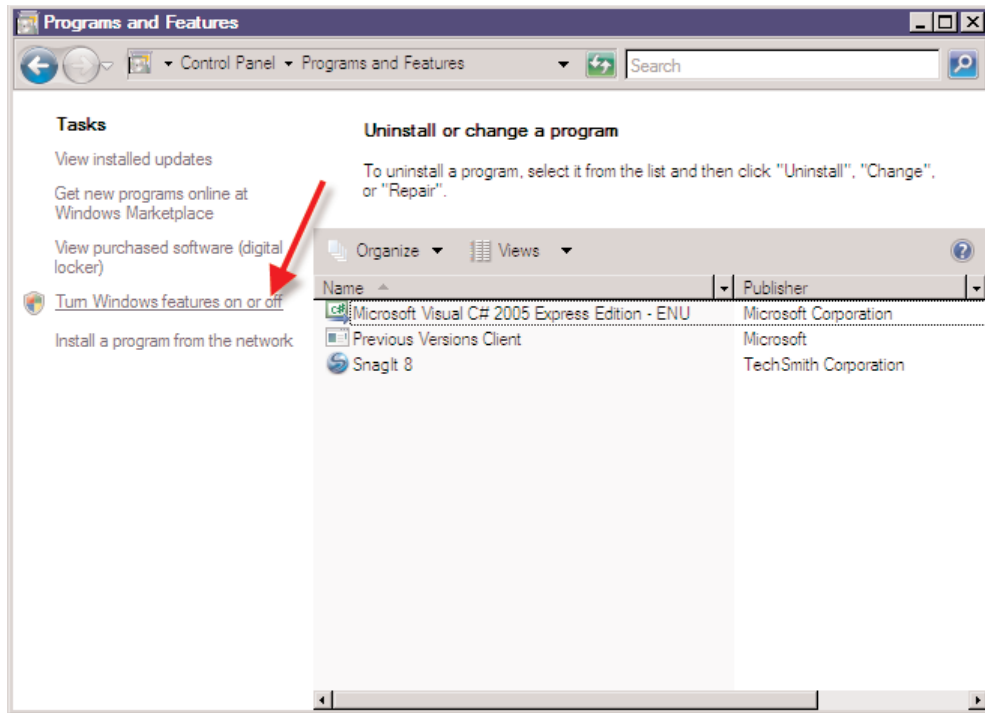 Programs and Features
Control Panel Programs and Features
Search
Tasks
View installed updates
Get new programs online at
Windows Marketplace
View purchased software (digital
locker)
Turn Windows features on or off
Install a program from the network
Uninstall or change a program
To uninstall a program, select it from the list and then click "Uninstall", "Change",
or "Repair".
Organize Views
Name Publisher
Microsoft Visual C# 2005 Express Edition - ENU Microsoft Corporation
Previous Versions Client Microsoft
SnagIt 8 TechSmith Corporation